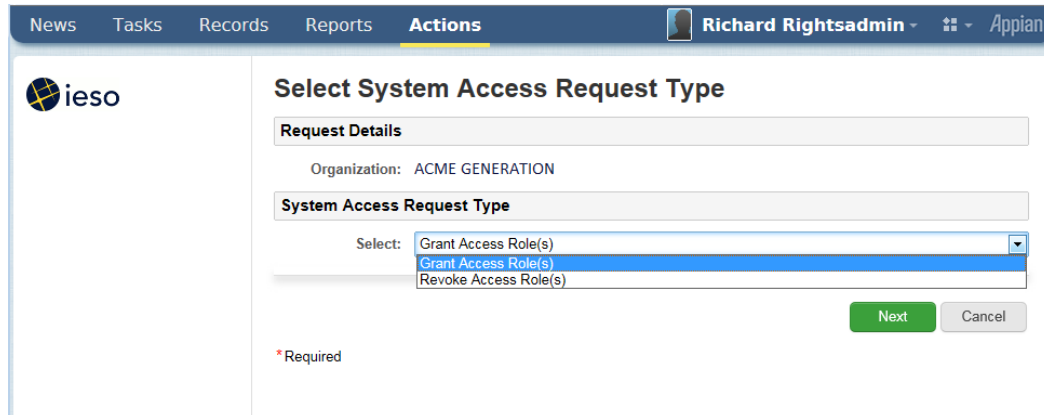 News Tasks Records Reports Actions Richard Rightsadmin Appian
ieso
Select System Access Request Type
Request Details
Organization: ACME GENERATION
System Access Request Type
Select: Grant Access Role(s)
Grant Access Role(s)
Revoke Access Role(s)
Next Cancel
*Required